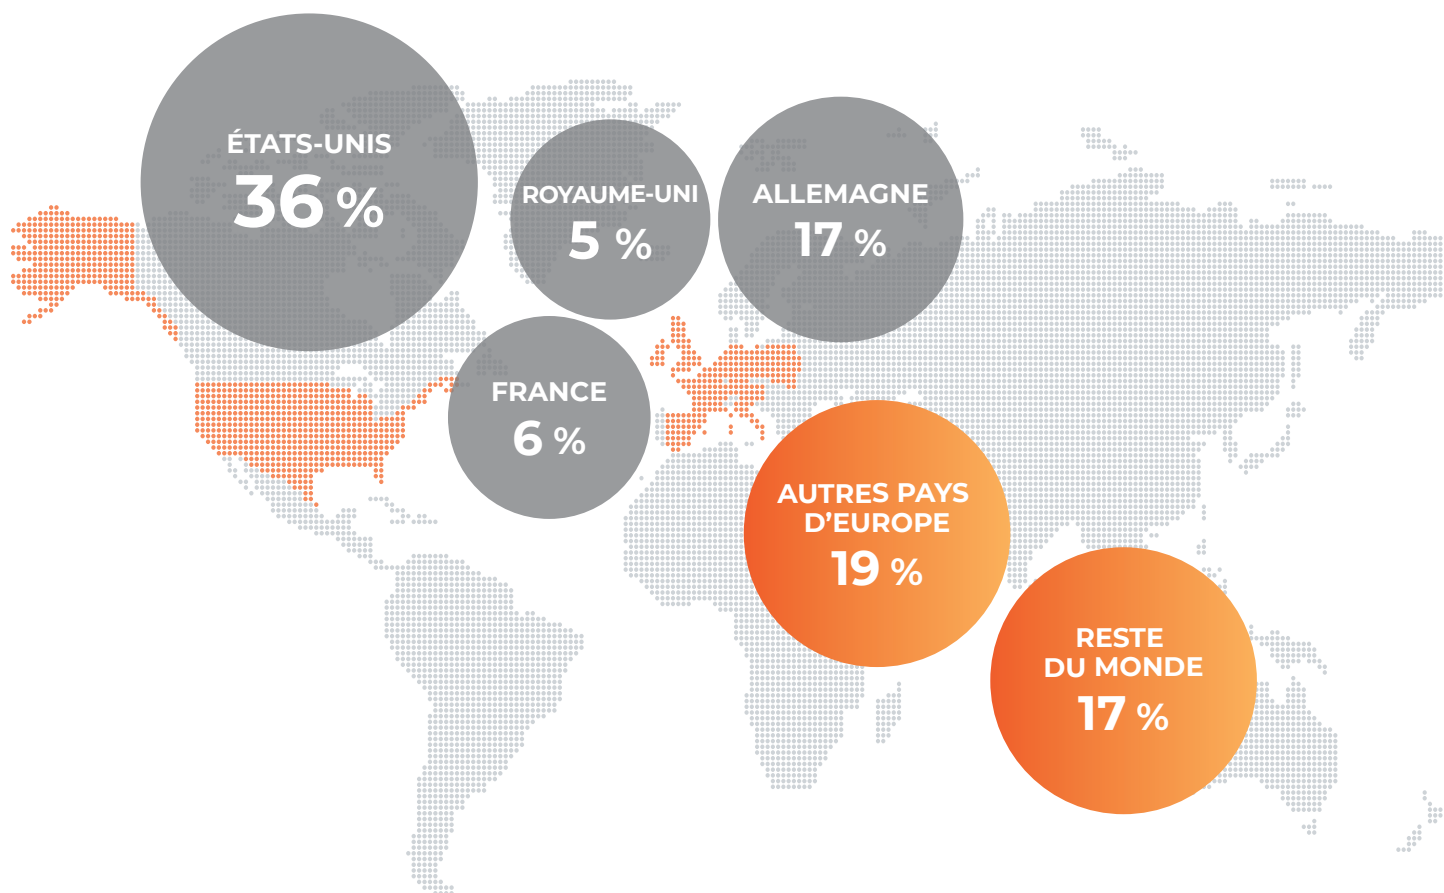 ÉTATS-UNIS
36 %
ROYAUME-UNI
5 %
ALLEMAGNE
17 %
FRANCE
6 %
AUTRES PAYS
D’EUROPE
19 %
RESTE
DU MONDE
17 %